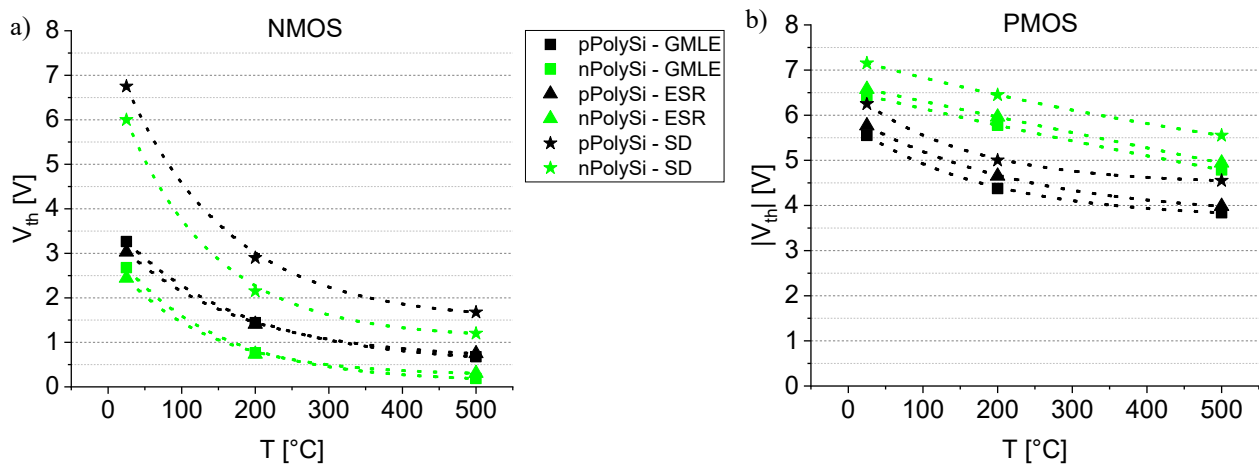 a)
NMOS
8
7
6
5
4
3
2
1
0
V_th [V]
0 100 200 300 400 500
T [°C]
pPolySi - GMLE
nPolySi - GMLE
pPolySi - ESR
nPolySi - ESR
pPolySi - SD
nPolySi - SD
b)
PMOS
8
7
6
5
4
3
2
1
0
|V_th| [V]
0 100 200 300 400 500
T [°C]